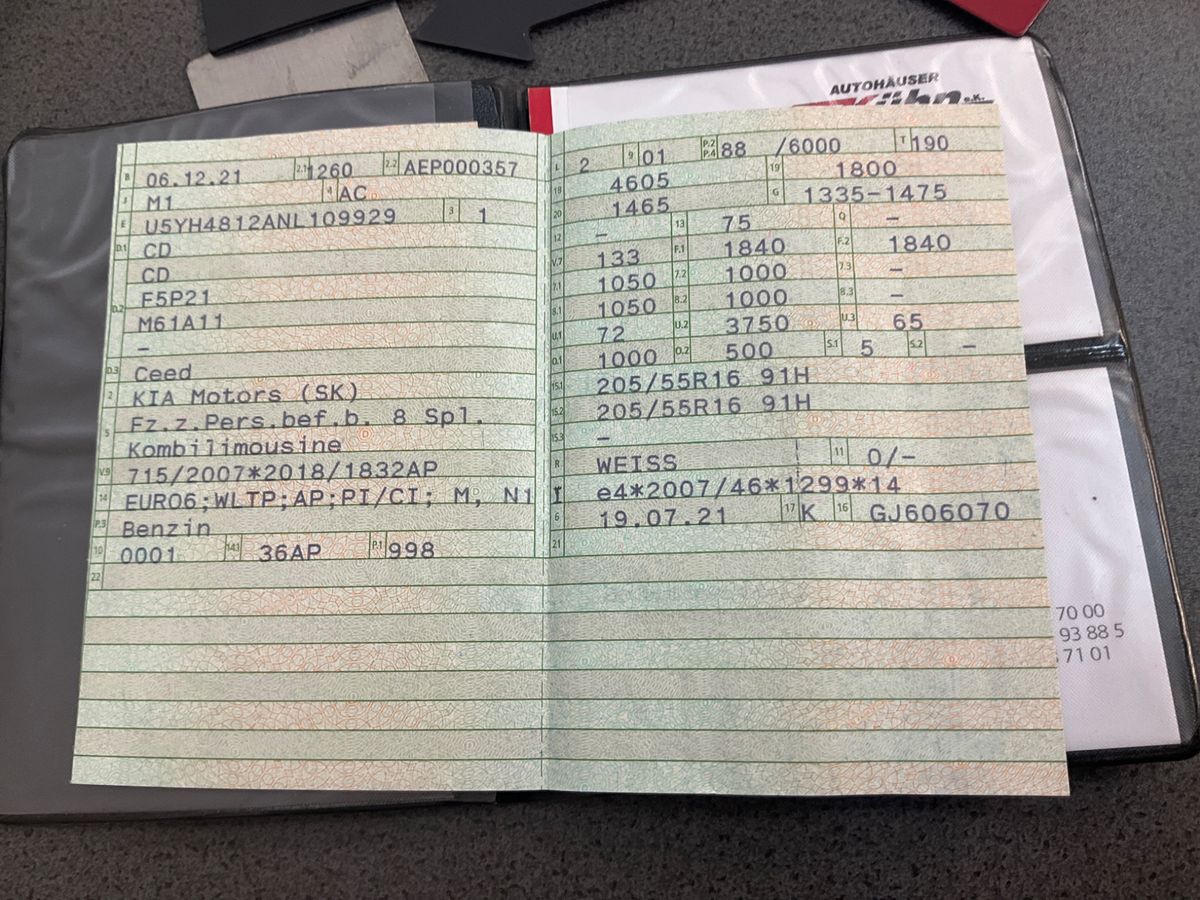 AUTOHÄUSER
B 06.12.21 2.1 1260 2.2 AEP000357
J M1 4 AC
E U5YH4812ANL109929 3 1
D.1 CD
CD
D.2 F5P21
M61A11
–
D.3 Ceed
2 KIA Motors (SK)
5 Fz.z.Pers.bef.b. 8 Spl.
Kombilimousine
V.9 715/2007*2018/1832AP
14 EURO6;WLTP;AP;PI/CI; M, N1
P.3 Benzin
10 0001 14.1 36AP P.1 998
22
L 2 9 01 P.2 P.4 88 /6000 T 190
18 4605 19 1800
20 1465 G 1335-1475
12 – 13 75 Q –
V.7 133 F.1 1840 F.2 1840
7.1 1050 7.2 1000 7.3 –
8.1 1050 8.2 1000 8.3 –
U.1 72 U.2 3750 U.3 65
O.1 1000 O.2 500 S.1 5 S.2 –
15.1 205/55R16 91H
15.2 205/55R16 91H
15.3 –
R WEISS 11 0/–
e4*2007/46*1299*14
6 19.07.21 17 K 16 GJ606070
21
70 00
93 88 5
71 01